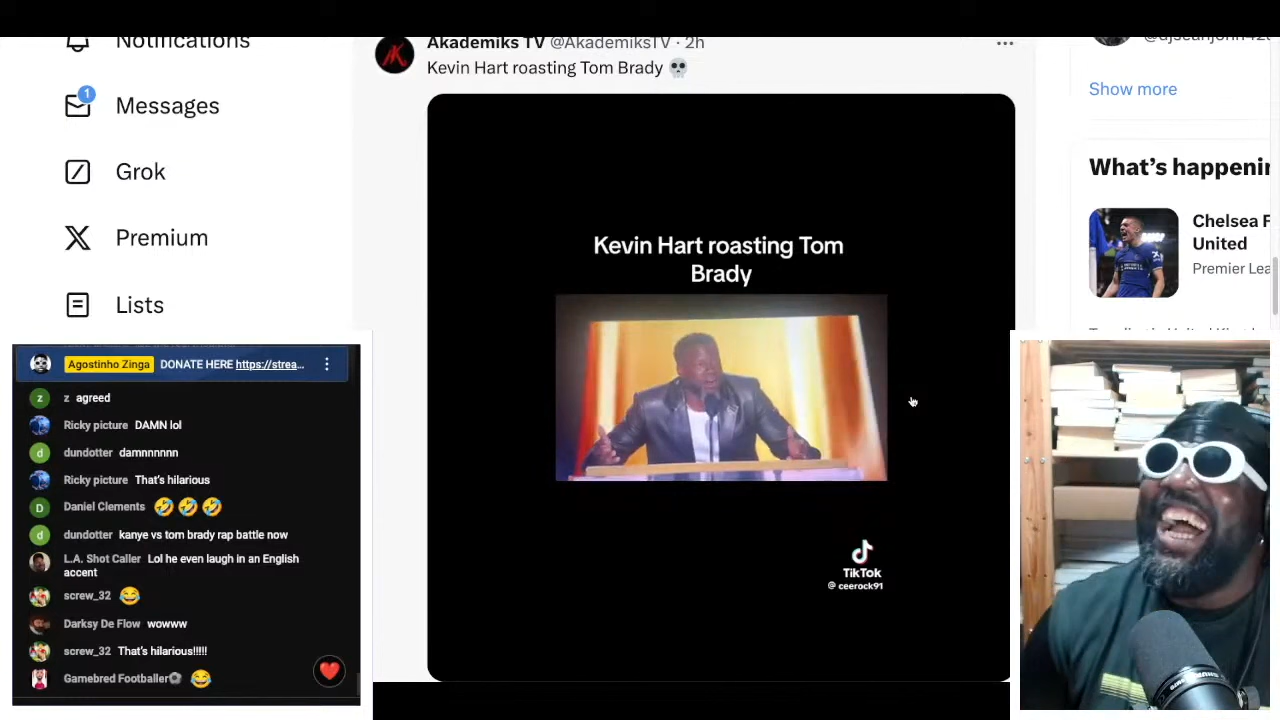 Notifications
1
Messages
Grok
Premium
Lists
Akademiks TV @AkademiksTV · 2h
Kevin Hart roasting Tom Brady 💀
Kevin Hart roasting Tom
Brady
TikTok
@ ceerock91
Show more
What's happenin
Chelsea F
United
Premier Lea
Agostinho Zinga DONATE HERE https://strea...
z agreed
Ricky picture DAMN lol
dundotter damnnnnnn
Ricky picture That's hilarious
Daniel Clements 🤣🤣🤣
dundotter kanye vs tom brady rap battle now
L.A. Shot Caller Lol he even laugh in an English
accent
screw_32 😂
Darksy De Flow wowww
screw_32 That's hilarious!!!!!
Gamebred Footballer⚽ 😂